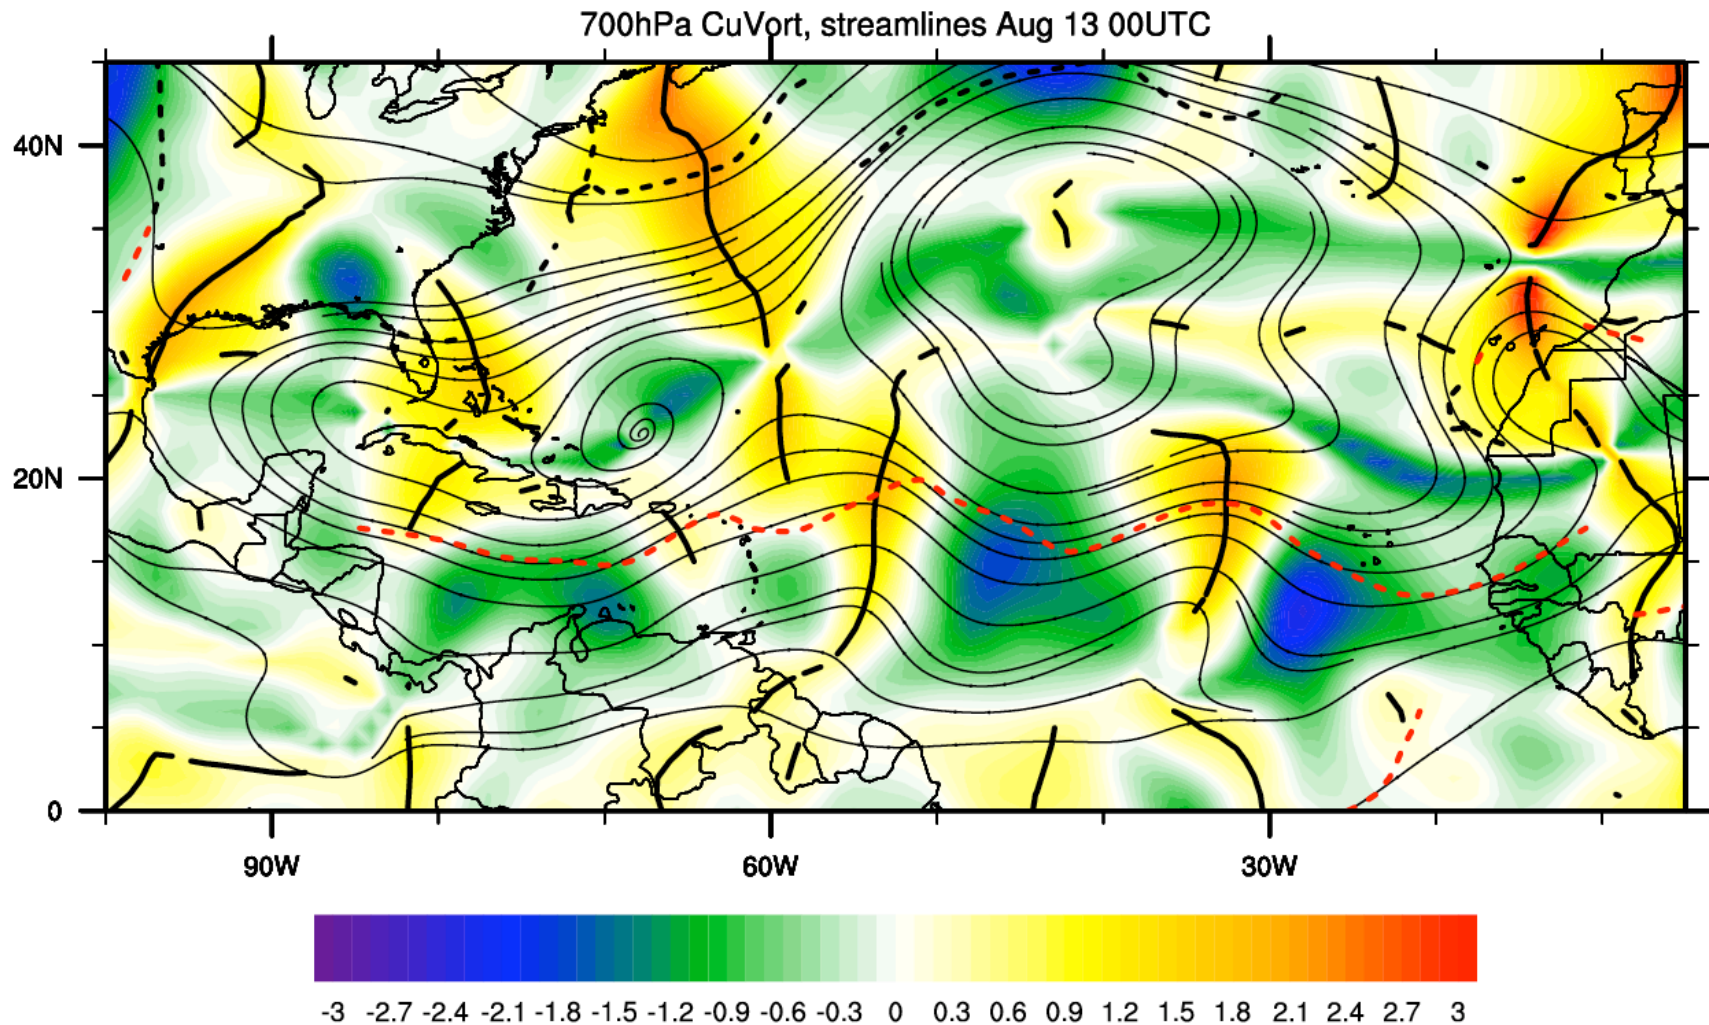 700hPa CuVort, streamlines Aug 13 00UTC
40N
20N
0
90W 60W 30W
-3 -2.7 -2.4 -2.1 -1.8 -1.5 -1.2 -0.9 -0.6 -0.3 0 0.3 0.6 0.9 1.2 1.5 1.8 2.1 2.4 2.7 3